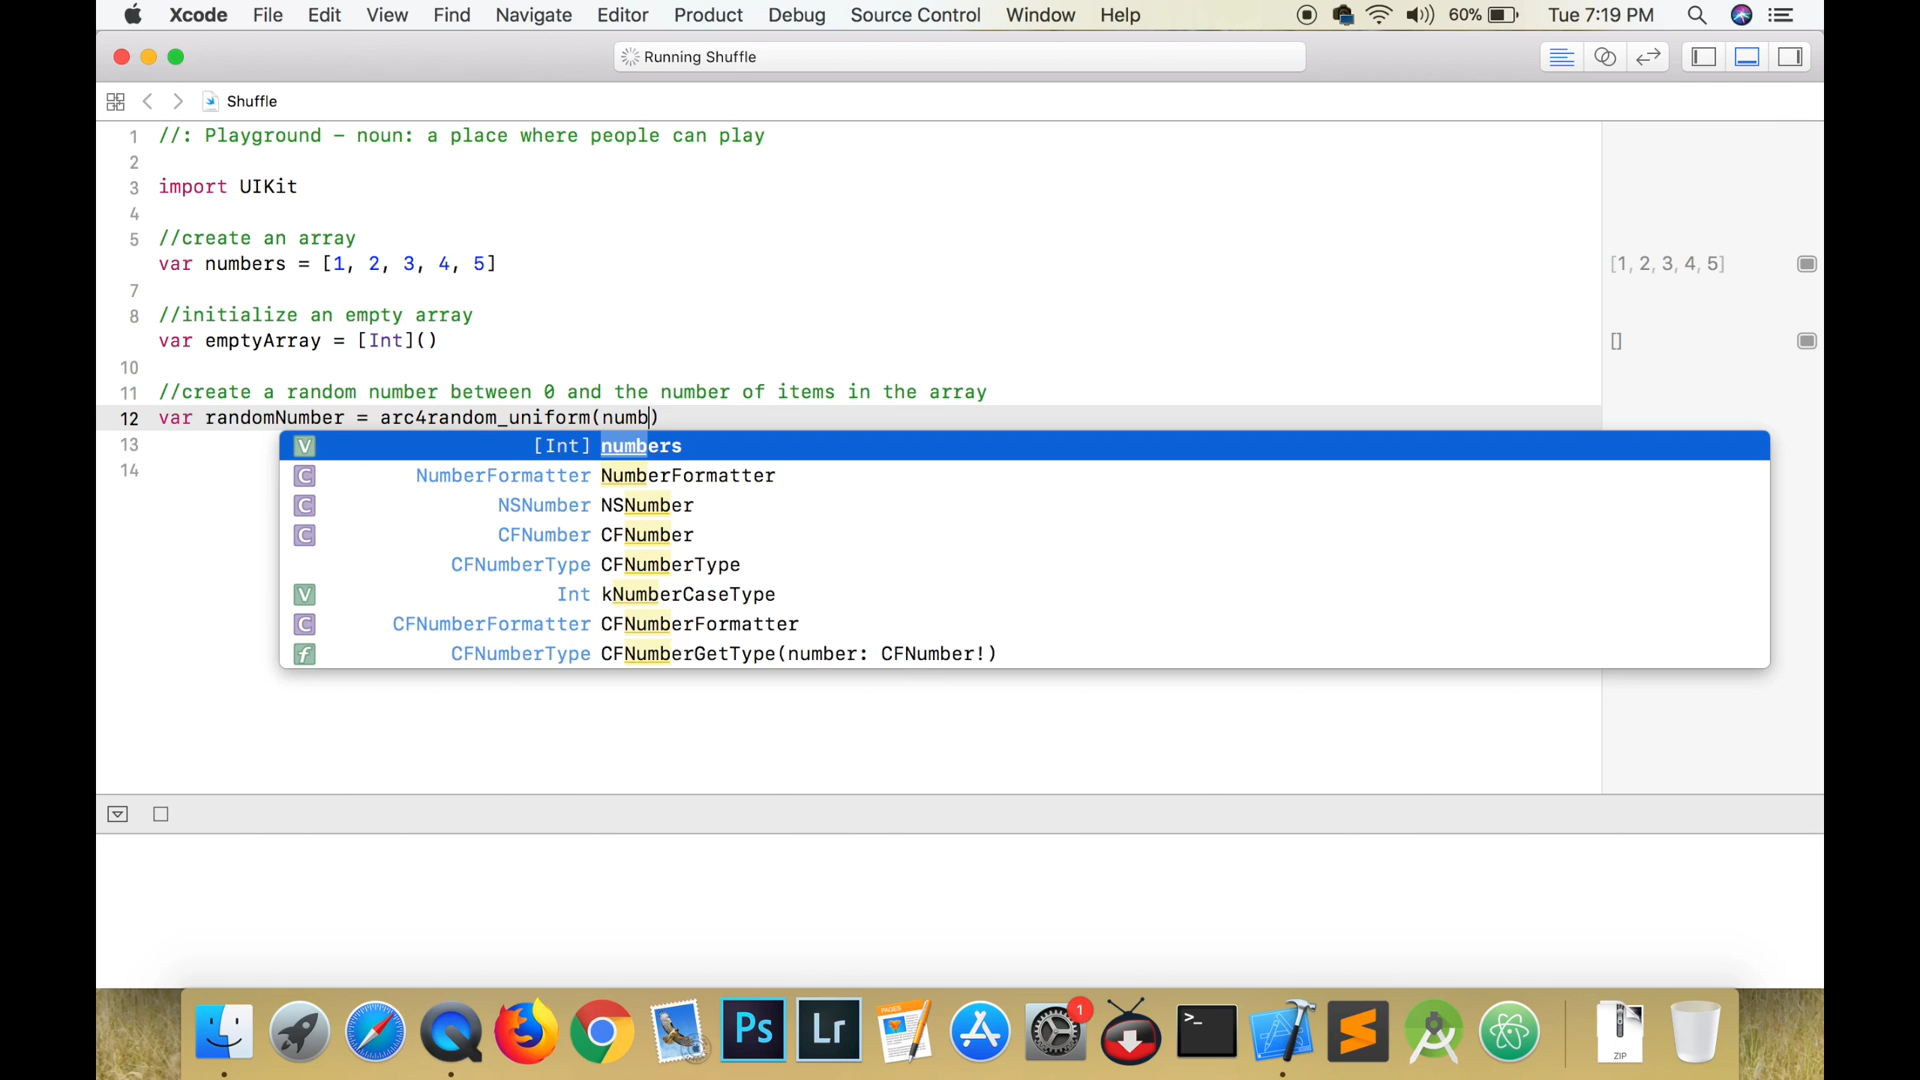 Xcode File Edit View Find Navigate Editor Product Debug Source Control Window Help 60% Tue 7:19 PM
Running Shuffle
Shuffle
1 //: Playground – noun: a place where people can play
2
3 import UIKit
4
5 //create an array
var numbers = [1, 2, 3, 4, 5] [1, 2, 3, 4, 5]
7
8 //initialize an empty array
var emptyArray = [Int]() []
10
11 //create a random number between 0 and the number of items in the array
12 var randomNumber = arc4random_uniform(numb)
13
14
V [Int] numbers
C NumberFormatter NumberFormatter
C NSNumber NSNumber
C CFNumber CFNumber
CFNumberType CFNumberType
V Int kNumberCaseType
C CFNumberFormatter CFNumberFormatter
f CFNumberType CFNumberGetType(number: CFNumber!)
Ps
Lr
PAGES
1
>_
ZIP